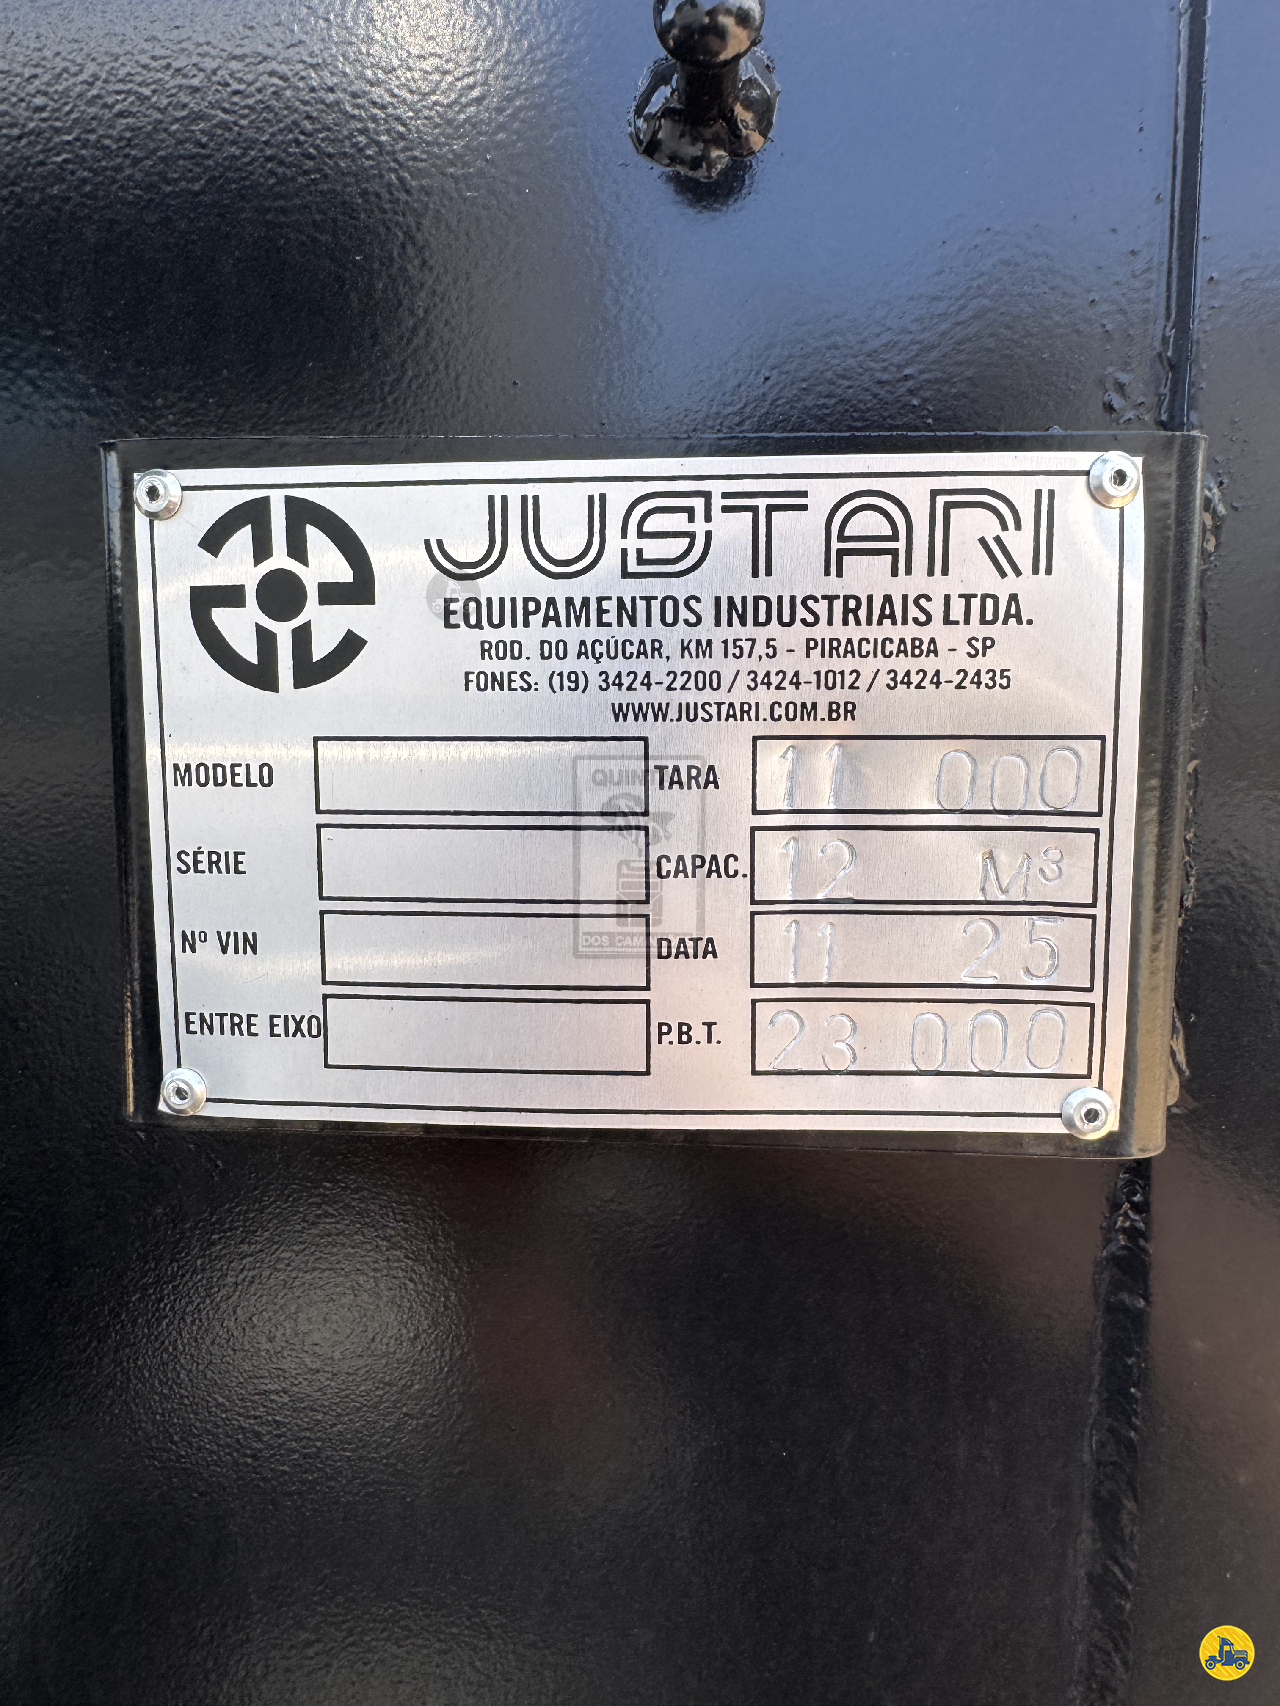 JUSTARI
EQUIPAMENTOS INDUSTRIAIS LTDA.
ROD. DO AÇÚCAR, KM 157,5 - PIRACICABA - SP
FONES: (19) 3424-2200 / 3424-1012 / 3424-2435
WWW.JUSTARI.COM.BR
MODELO TARA 11 000
SÉRIE CAPAC. 12 M³
Nº VIN DATA 11 25
ENTRE EIXO P.B.T. 23 000
DOS